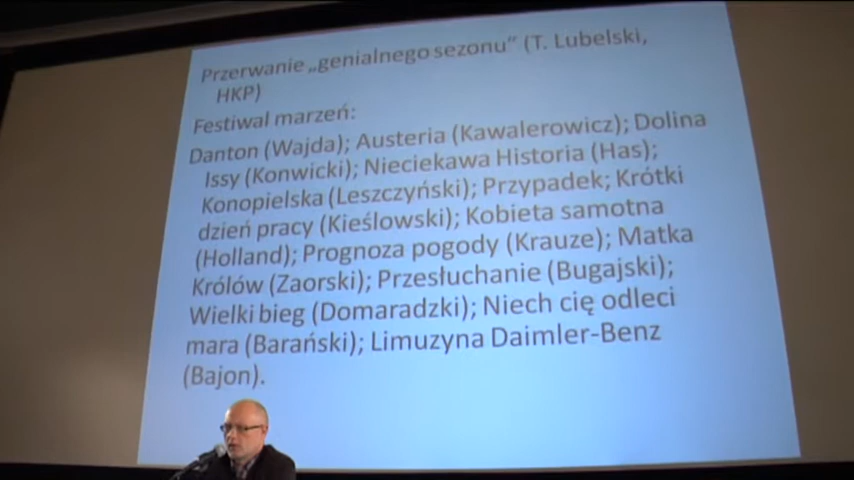 Przerwanie „genialnego sezonu” (T. Lubelski,
HKP)
Festiwal marzeń:
Danton (Wajda); Austeria (Kawalerowicz); Dolina
Issy (Konwicki); Nieciekawa Historia (Has);
Konopielska (Leszczyński); Przypadek, Krótki
dzień pracy (Kieślowski); Kobieta samotna
(Holland); Prognoza pogody (Krauze); Matka
Królów (Zaorski); Przesłuchanie (Bugajski);
Wielki bieg (Domaradzki); Niech cię odleci
mara (Barański); Limuzyna Daimler-Benz
(Bajon).